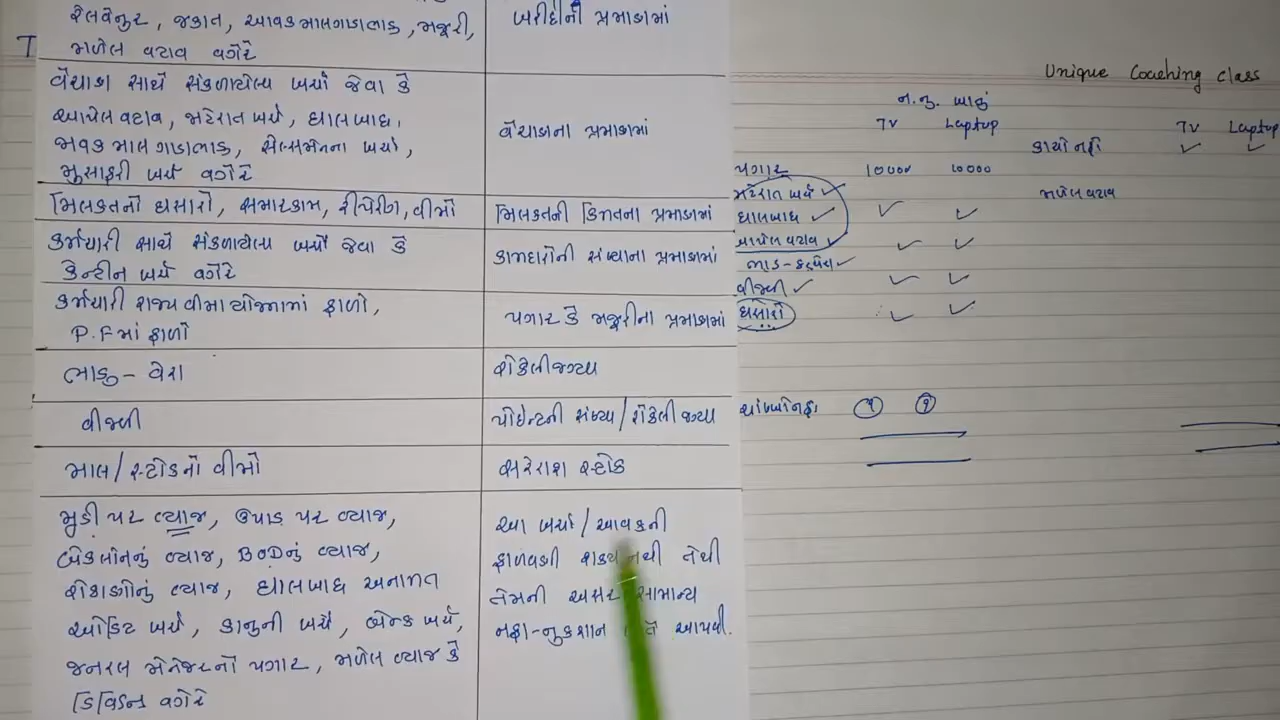 રેલવેનુર, જકાત, આવક માલગાડાભાડુ, મજૂરી,
મળેલ વટાવ વગેરે
ખરીદીના પ્રમાણમાં
T
વેચાણ સાથે સંકળાયેલા ખર્ચા જેવા કે
આપેલ વટાવ, જાહેરાત ખર્ચ, ઘાલખાધ,
જાવક માલ ગાડાભાડુ, સેલ્સમેનના ખર્ચા,
મુસાફરી ખર્ચ વગેરે
વેચાણના પ્રમાણમાં
મિલકતનો ઘસારો, સમારકામ, રીપેરીંગ, વીમો
મિલકતની કિંમતના પ્રમાણમાં
કર્મચારી સાથે સંકળાયેલા ખર્ચા જેવા કે
કેન્ટીન ખર્ચ વગેરે
કામદારોની સંખ્યાના પ્રમાણમાં
કર્મચારી રાજ્ય વીમા યોજનામાં ફાળો,
P.F માં ફાળો
પગાર કે મજૂરીના પ્રમાણમાં
ભાડુ - વેરા
રોકેલી જગ્યા
વીજળી
પોઈન્ટની સંખ્યા / રોકેલી જગ્યા
માલ / સ્ટોકનો વીમો
સરેરાશ સ્ટોક
મુડી પર વ્યાજ, ઉપાડ પર વ્યાજ,
બેંકલોનનું વ્યાજ, BODનું વ્યાજ,
રોકાણોનું વ્યાજ, ઘાલખાધ અનામત
ઓડિટ ખર્ચ, કાનુની ખર્ચ, બેન્ક ખર્ચ,
જનરલ મેનેજરનો પગાર, મળેલ વ્યાજ કે
ડિવિડન્ડ વગેરે
આ ખર્ચા / આવકની
ફાળવણી શક્ય નથી તેથી
તેમની અસર સામાન્ય
નફા-નુકશાન આપવી.
Unique Coaching Class
ન.નુ. ખાતું
TV Laptop
TV Laptop
કાચો નફો
પગાર 10000 10000
જાહેરાત ખર્ચ
મળેલ વટાવ
ઘાલખાધ
આપેલ વટાવ
ભાડુ-કરવેરા
વીજળી
ઘસારો
ચોખ્ખો નફો